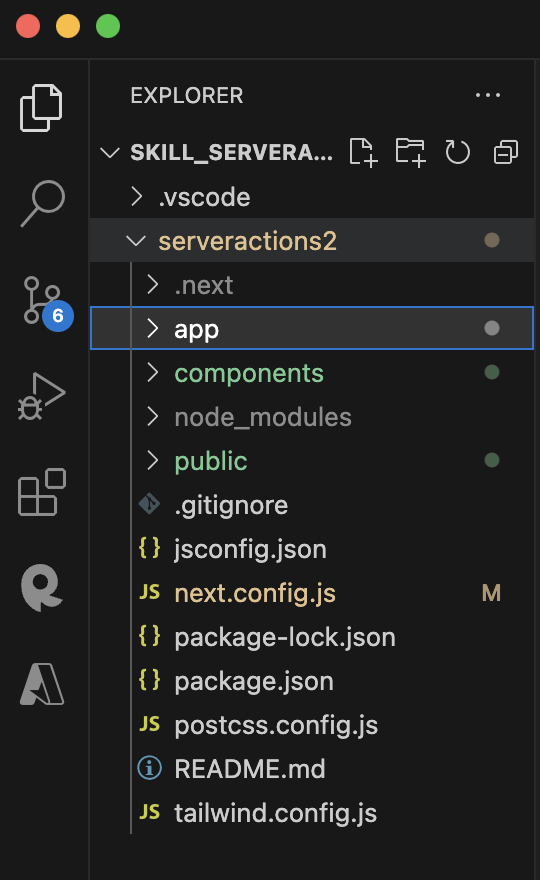 EXPLORER
SKILL_SERVERA...
.vscode
serveractions2
.next
6
app
components
node_modules
public
.gitignore
{} jsconfig.json
JS next.config.js M
{} package-lock.json
{} package.json
JS postcss.config.js
README.md
JS tailwind.config.js